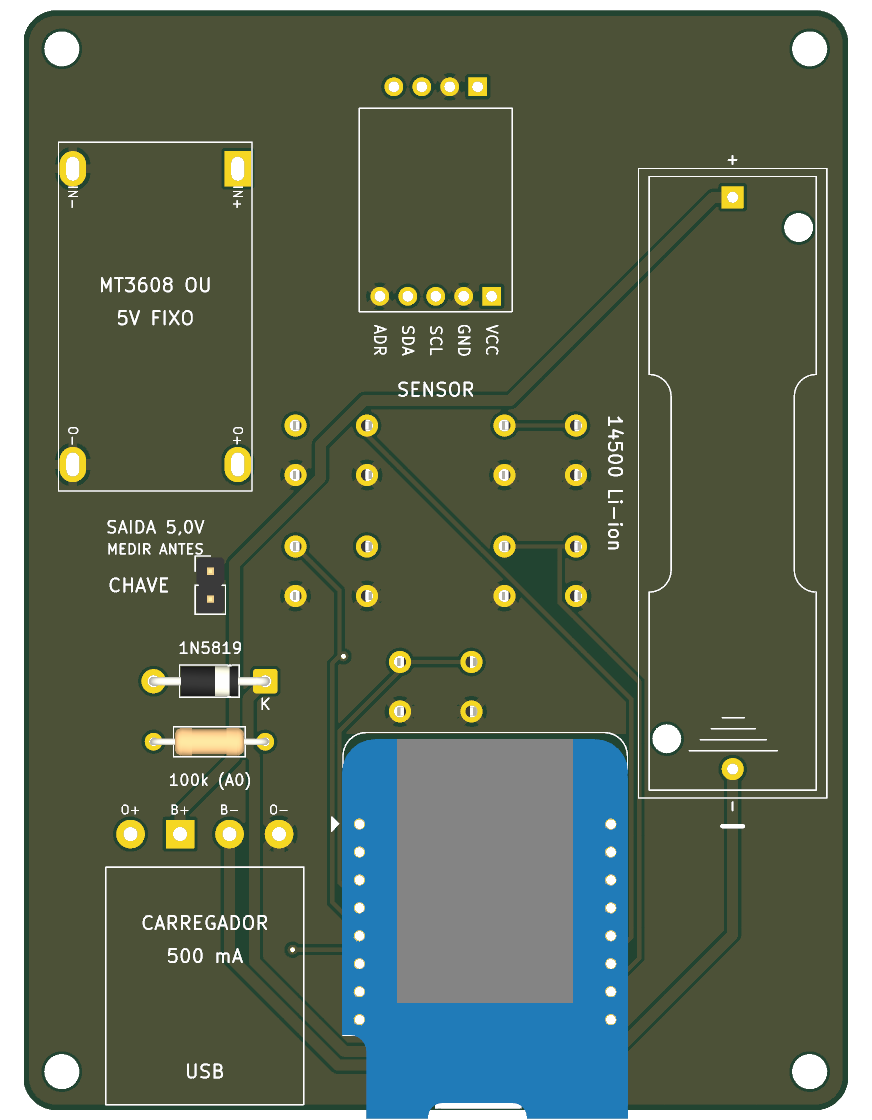 +
IN-
IN+
MT3608 OU
5V FIXO
ADR
SDA
SCL
GND
VCC
SENSOR
14500 Li-ion
O-
O+
SAIDA 5,0V
MEDIR ANTES
CHAVE
1N5819
K
100k (A0)
O+ B+ B- O-
-
CARREGADOR
500 mA
USB